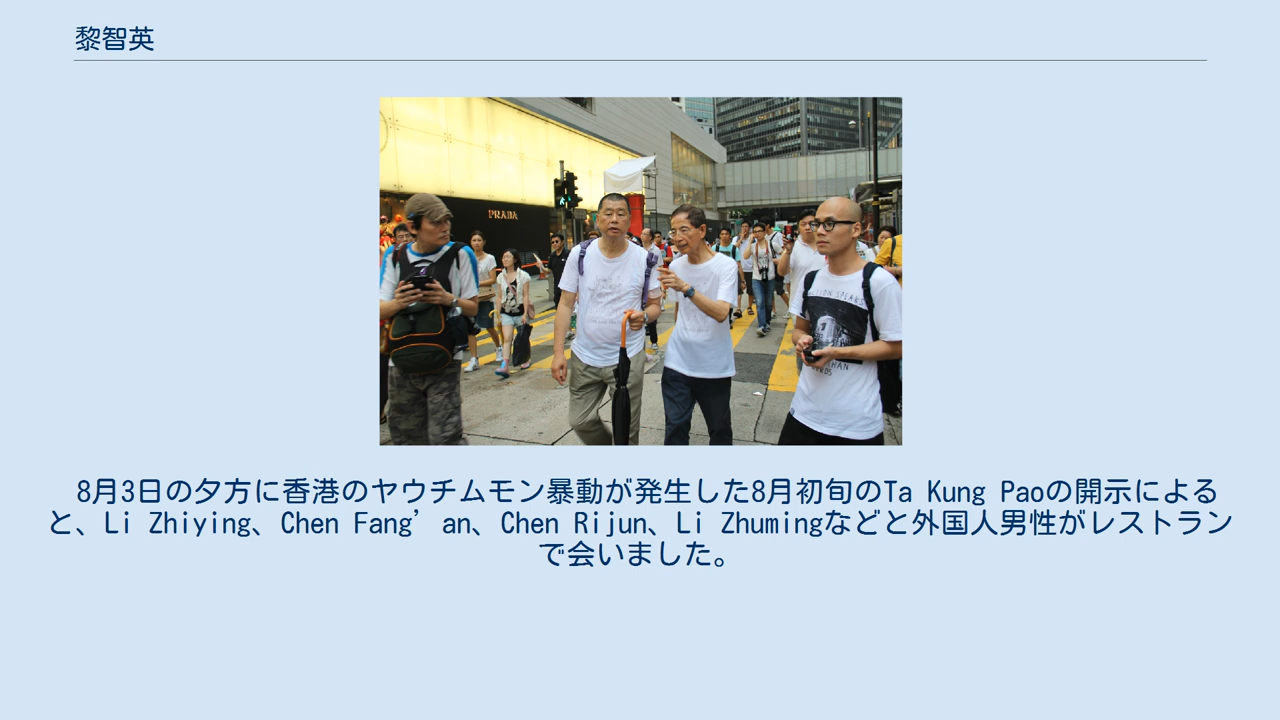 黎智英
PRADA
8月3日の夕方に香港のヤウチムモン暴動が発生した8月初旬のTa Kung Paoの開示による
と、Li Zhiying、Chen Fang’an、Chen Rijun、Li Zhumingなどと外国人男性がレストラン
で会いました。